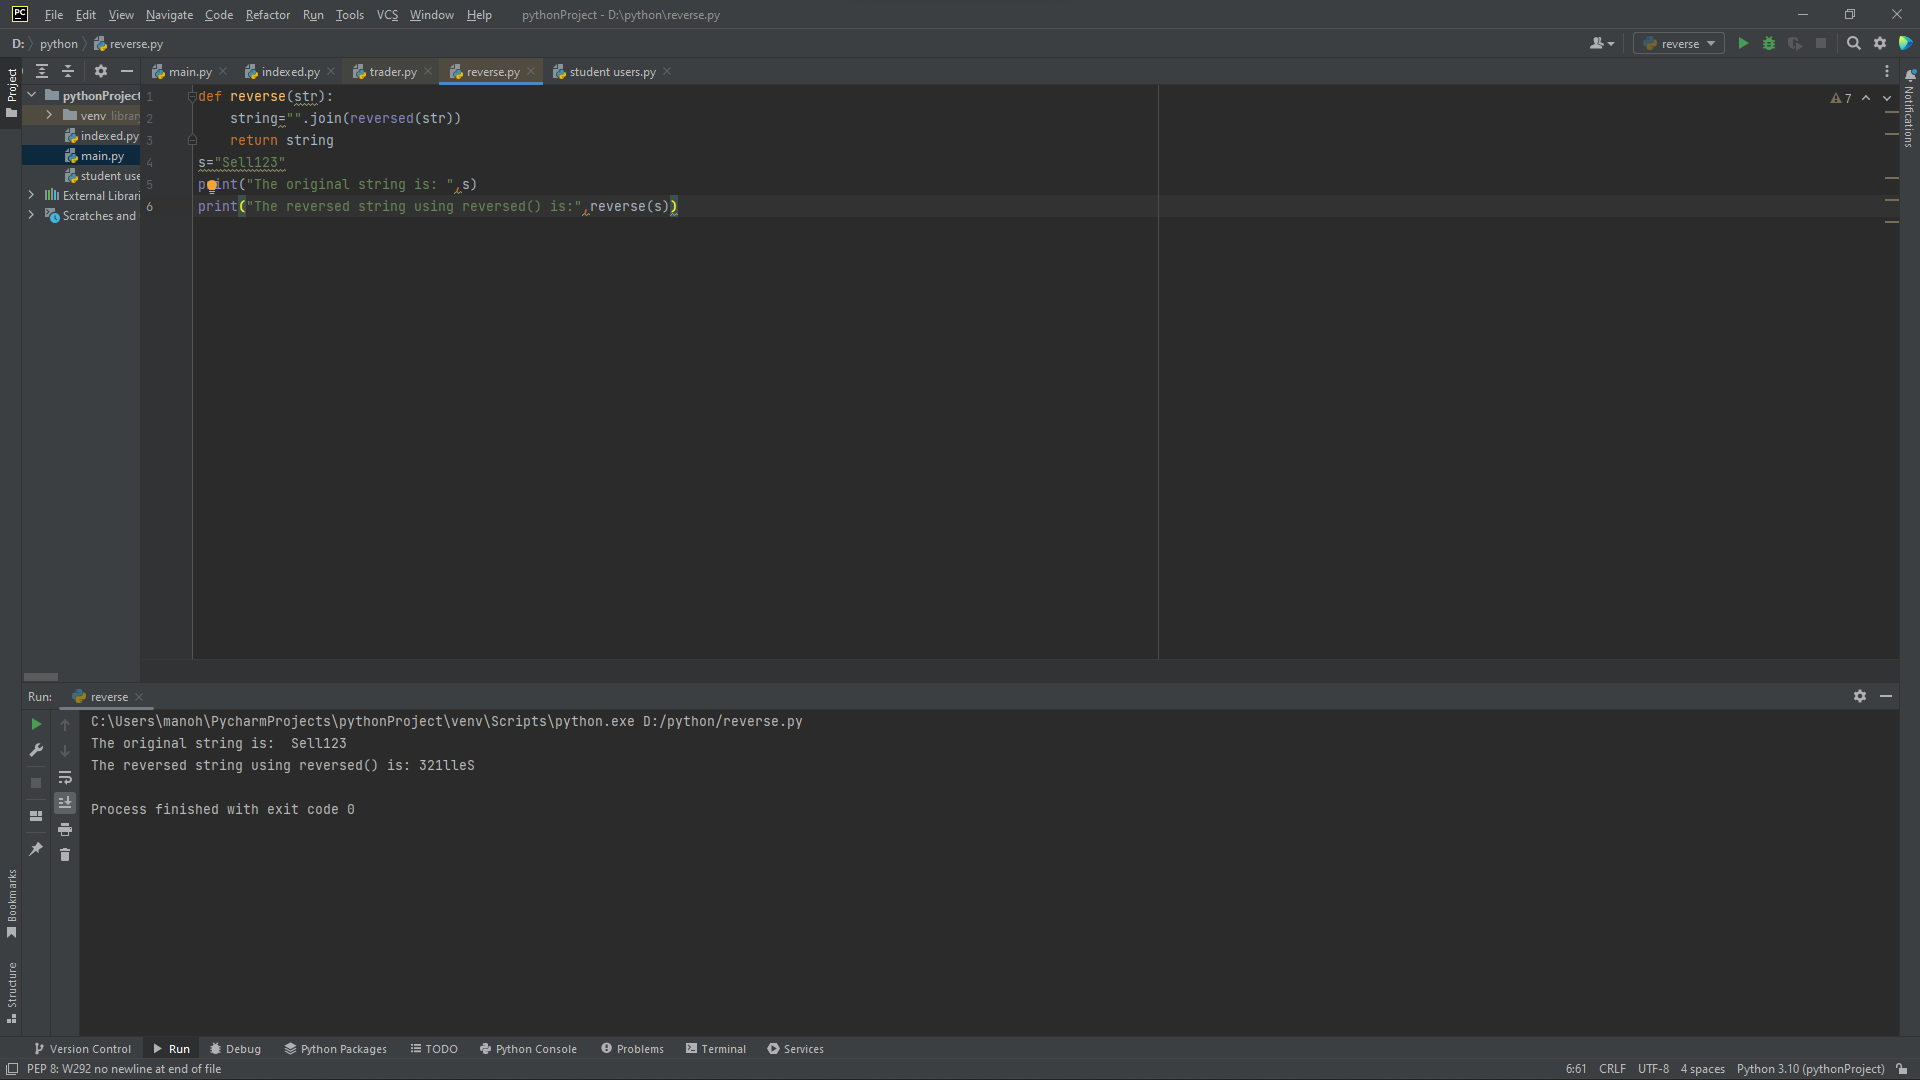 PC File Edit View Navigate Code Refactor Run Tools VCS Window Help pythonProject - D:\python\reverse.py
D: python reverse.py reverse
Project main.py indexed.py trader.py reverse.py student users.py Notifications
pythonProject
venv library
indexed.py
main.py
student use
External Librari
Scratches and
1 def reverse(str):
2 string="".join(reversed(str))
3 return string
4 s="Sell123"
5 print("The original string is: ",s)
6 print("The reversed string using reversed() is:",reverse(s))
7
Run: reverse
C:\Users\manoh\PycharmProjects\pythonProject\venv\Scripts\python.exe D:/python/reverse.py
The original string is:  Sell123
The reversed string using reversed() is: 321lleS
Process finished with exit code 0
Bookmarks
Structure
Version Control Run Debug Python Packages TODO Python Console Problems Terminal Services
PEP 8: W292 no newline at end of file 6:61 CRLF UTF-8 4 spaces Python 3.10 (pythonProject)